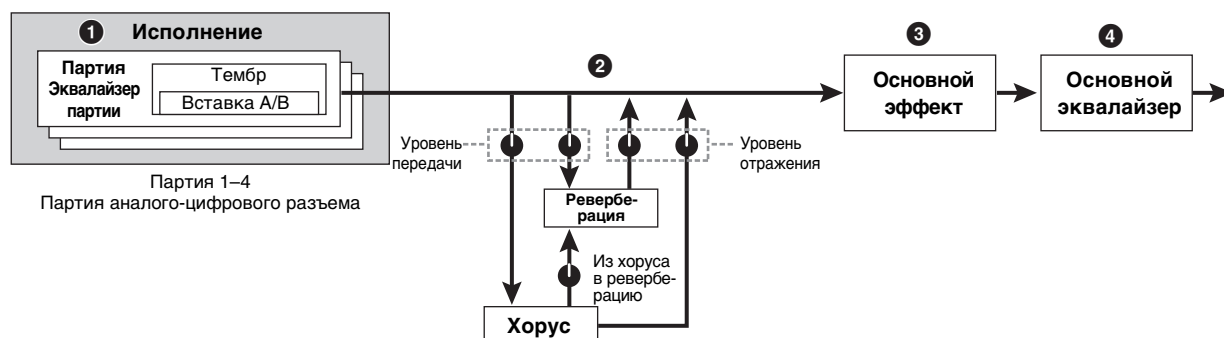 1 Исполнение
Партия
Эквалайзер
партии
Тембр
Вставка A/B
Партия 1–4
Партия аналого-цифрового разъема
2
Уровень
передачи
Уровень
отражения
Ревербе-
рация
Из хоруса
в ревербе-
рацию
Хорус
3
Основной
эффект
4
Основной
эквалайзер